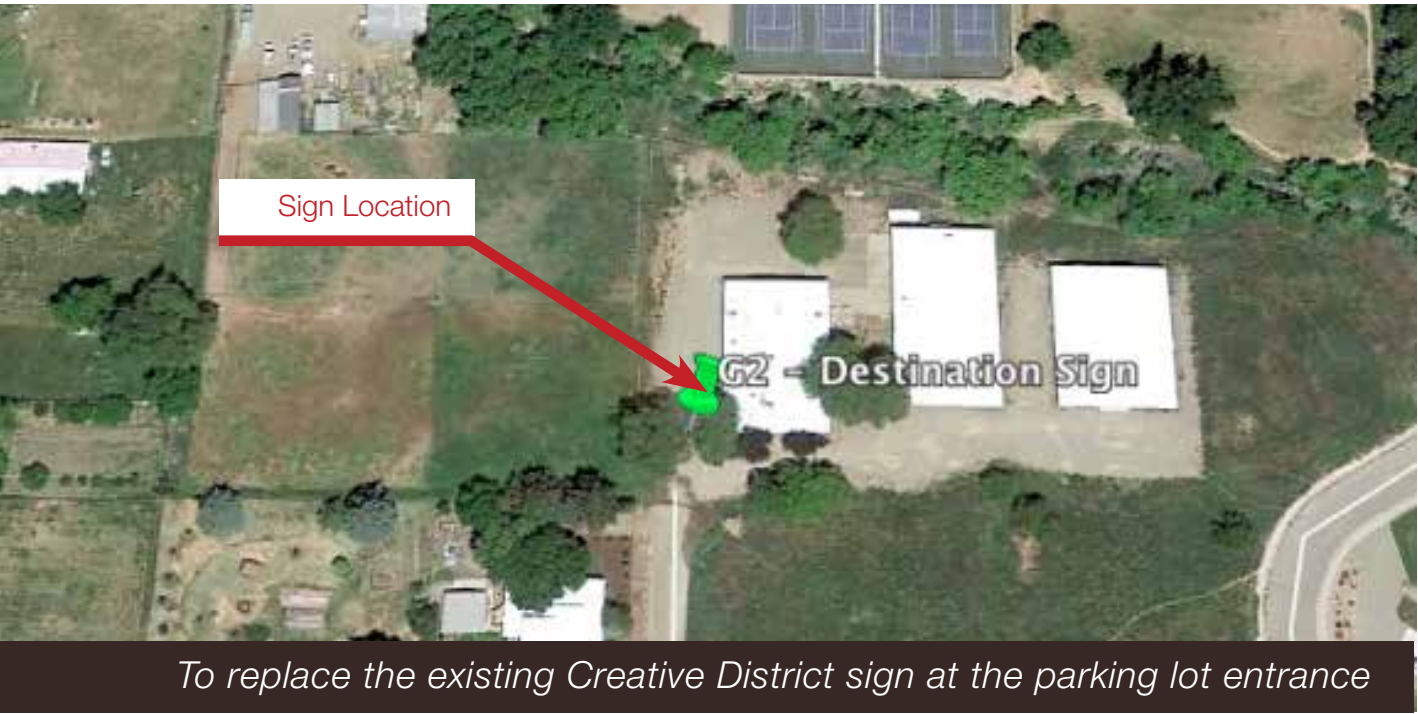 Sign Location
G2 – Destination Sign
To replace the existing Creative District sign at the parking lot entrance